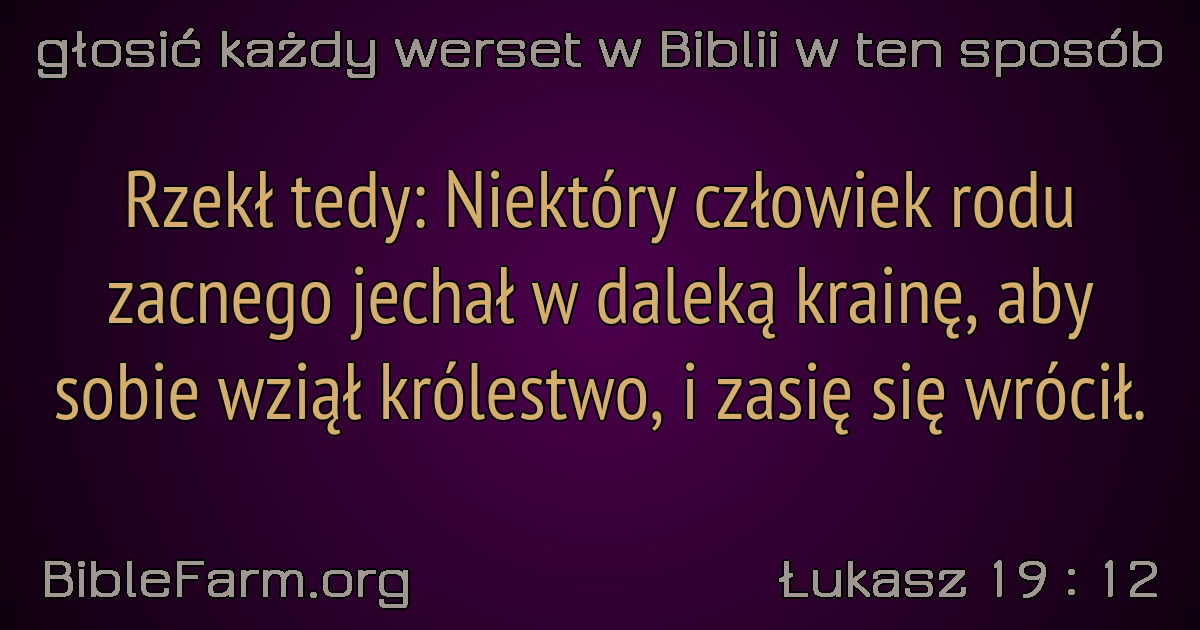 głosić każdy werset w Biblii w ten sposób
Rzekł tedy: Niektóry człowiek rodu
zacnego jechał w daleką krainę, aby
sobie wziął królestwo, i zasię się wrócił.
BibleFarm.org
Łukasz 19 : 12